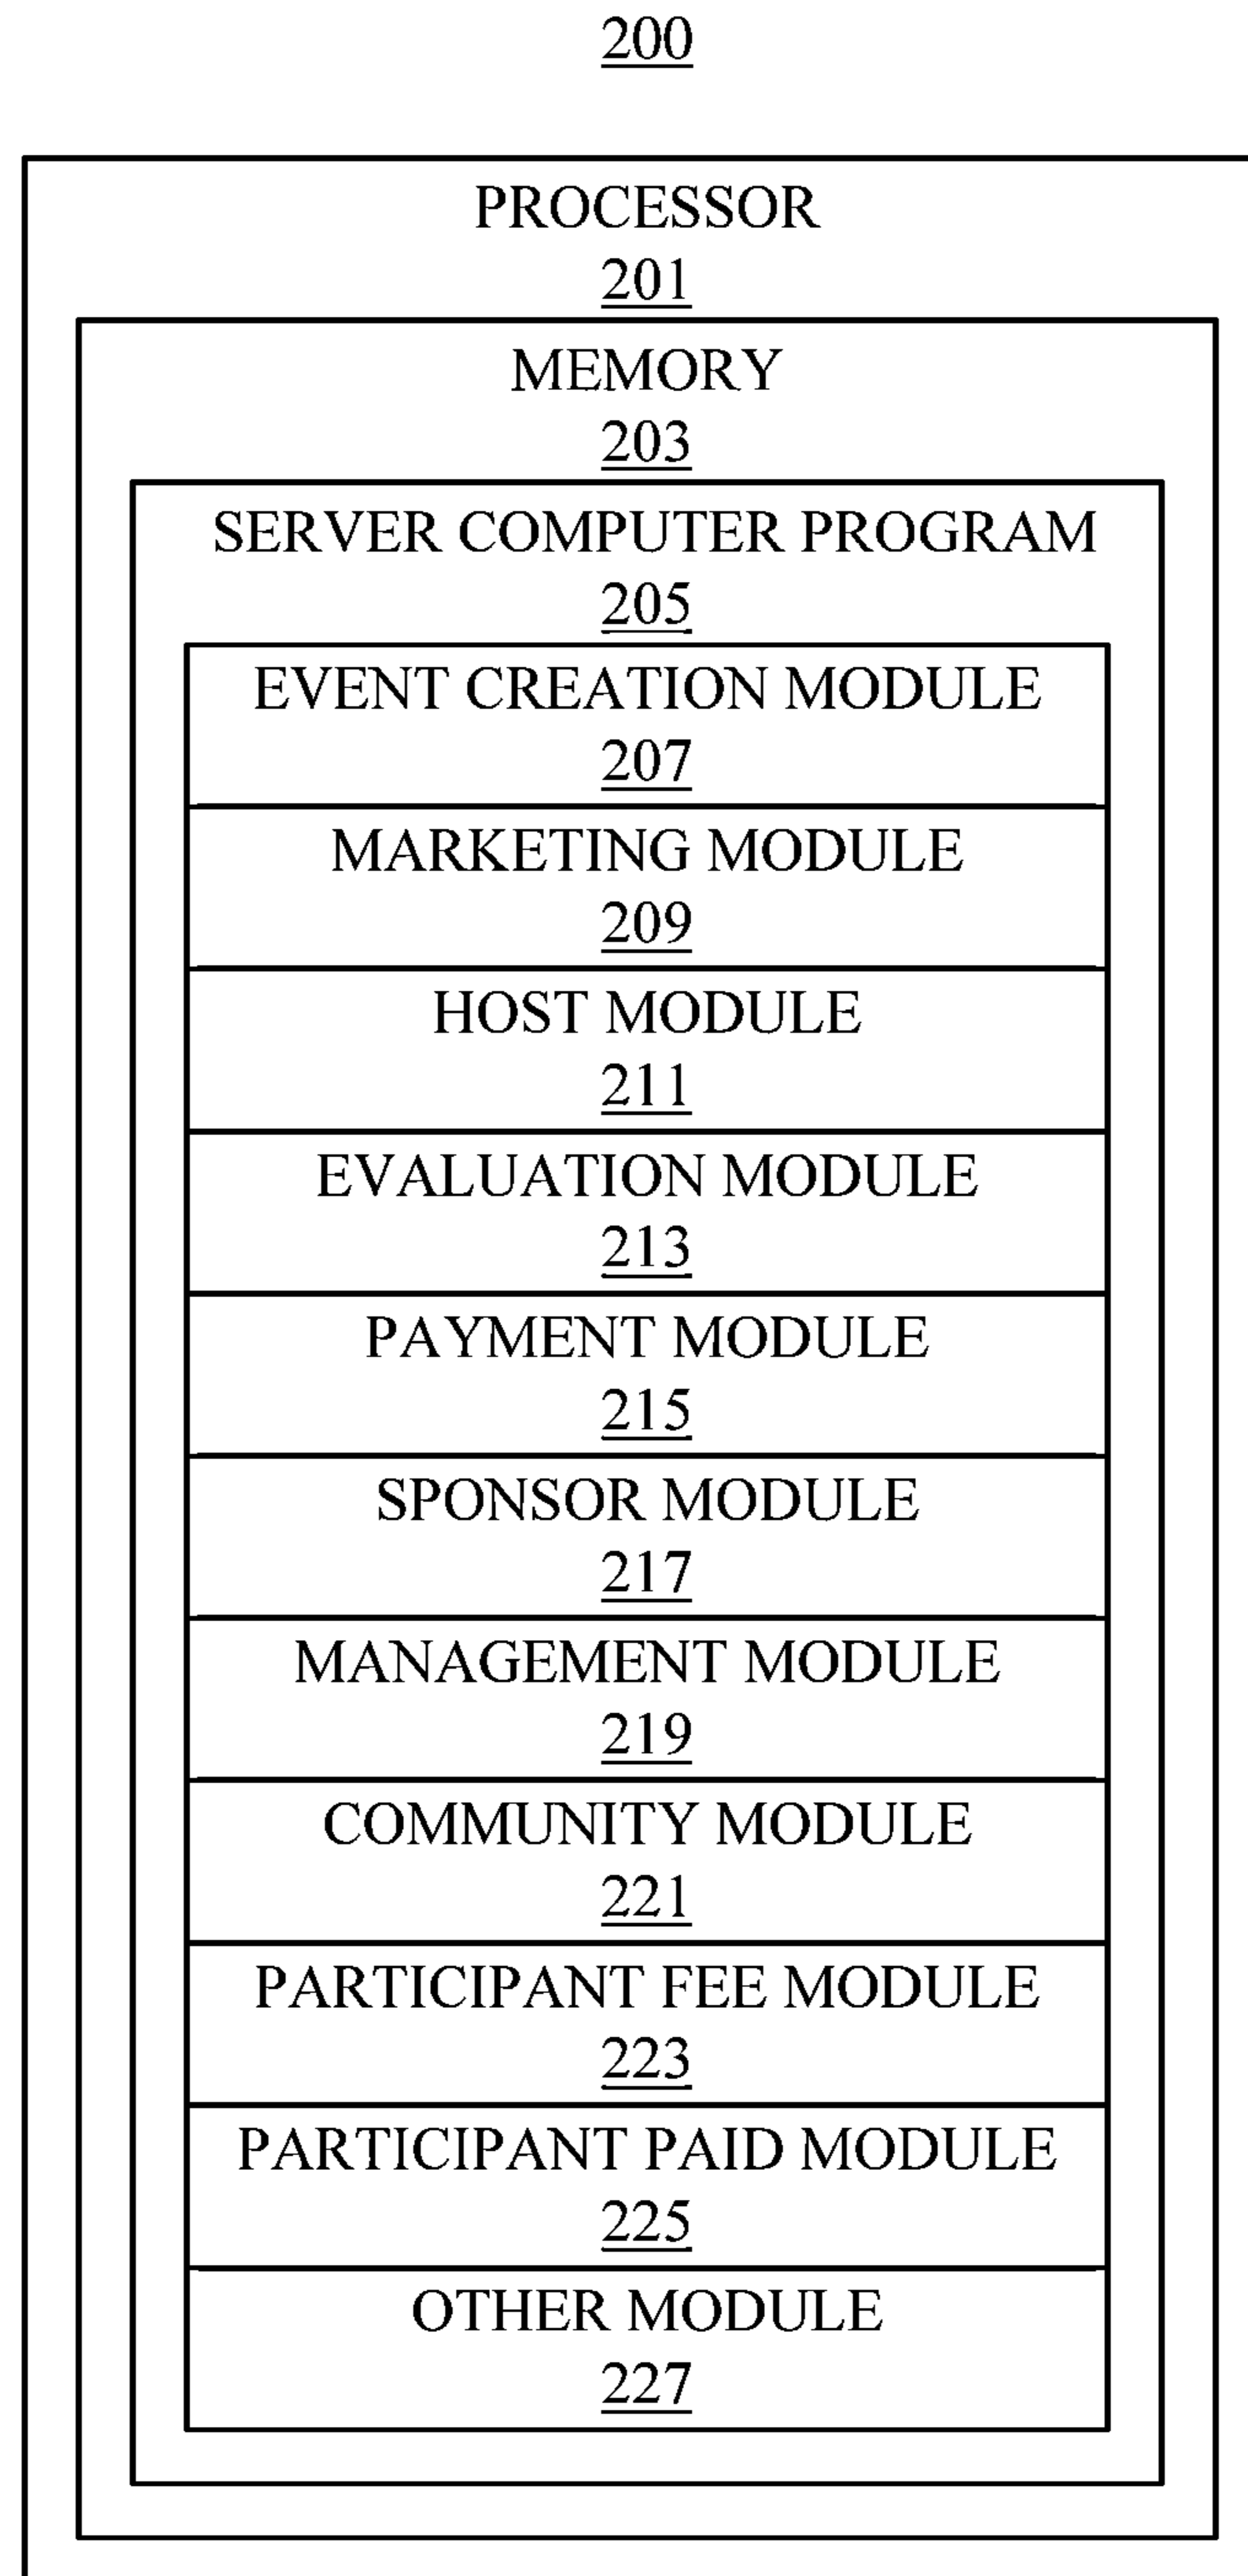 200
PROCESSOR
201
MEMORY
203
SERVER COMPUTER PROGRAM
205
EVENT CREATION MODULE
207
MARKETING MODULE
209
HOST MODULE
211
EVALUATION MODULE
213
PAYMENT MODULE
215
SPONSOR MODULE
217
MANAGEMENT MODULE
219
COMMUNITY MODULE
221
PARTICIPANT FEE MODULE
223
PARTICIPANT PAID MODULE
225
OTHER MODULE
227